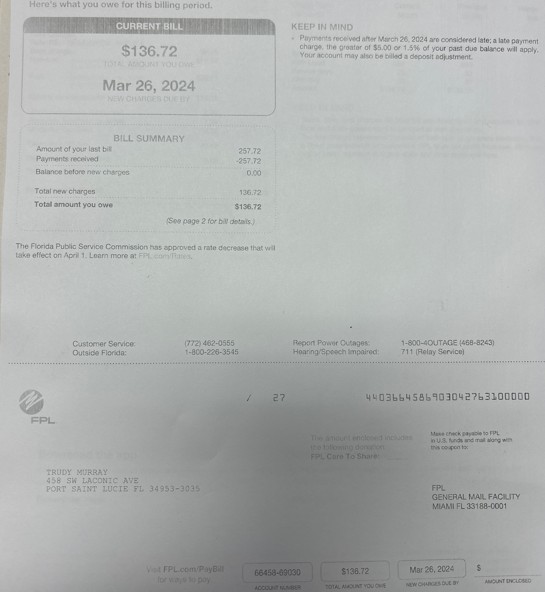 Here's what you owe for this billing period.
CURRENT BILL
$136.72
TOTAL AMOUNT YOU OWE
Mar 26, 2024
NEW CHARGES DUE BY
BILL SUMMARY
Amount of your last bill 257.72
Payments received -257.72
Balance before new charges 0.00
Total new charges 136.72
Total amount you owe $136.72
(See page 2 for bill details.)
KEEP IN MIND
Payments received after March 26, 2024 are considered late; a late payment
charge, the greater of $5.00 or 1.5% of your past due balance will apply.
Your account may also be billed a deposit adjustment.
The Florida Public Service Commission has approved a rate decrease that will
take effect on April 1. Learn more at FPL.com/Rates.
Customer Service: (772) 462-0555
Outside Florida: 1-800-226-3545
Report Power Outages: 1-800-4OUTAGE (468-8243)
Hearing/Speech Impaired: 711 (Relay Service)
/ 27
FPL
The amount enclosed includes
the following donation:
FPL Care To Share:
Make check payable to FPL
in U.S. funds and mail along with
this coupon to:
TRUDY MURRAY
458 SW LACONIC AVE
PORT SAINT LUCIE FL
FPL
GENERAL MAIL FACILITY
MIAMI FL 33188-0001
Visit FPL.com/PayBill
for ways to pay.
66458-69030
ACCOUNT NUMBER
$136.72
TOTAL AMOUNT YOU OWE
Mar 26, 2024
NEW CHARGES DUE BY
$
AMOUNT ENCLOSED